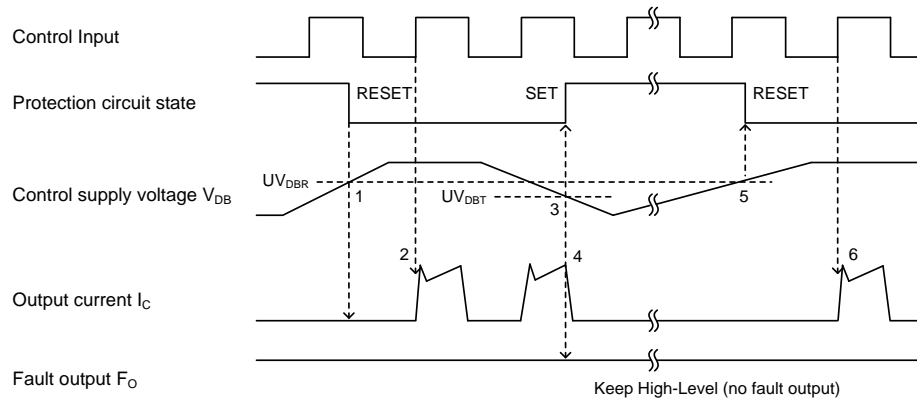 Control Input
Protection circuit state
RESET
SET
RESET
Control supply voltage V_DB
UV_DBR
1
UV_DBT
3
5
Output current I_C
2
4
6
Fault output F_O
Keep High-Level (no fault output)